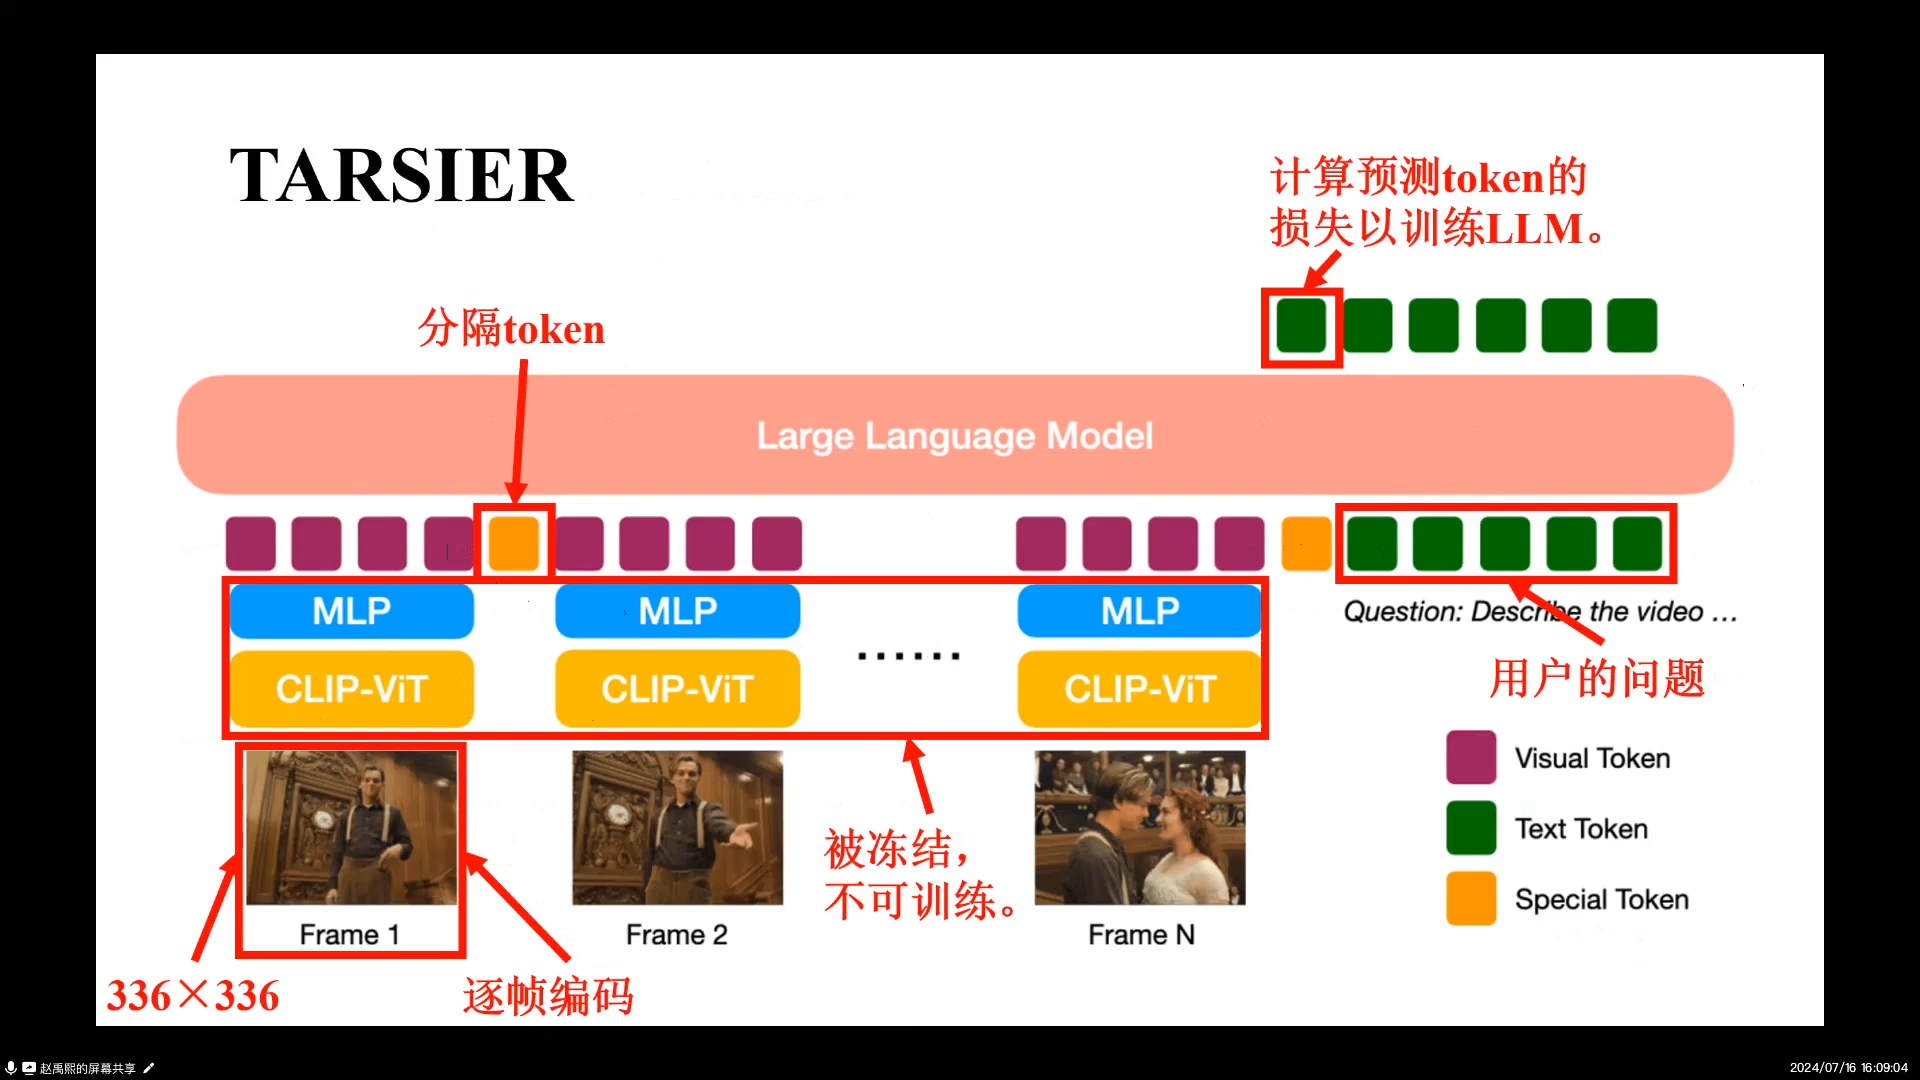 TARSIER
计算预测token的
损失以训练LLM。
分隔token
Large Language Model
MLP
MLP
MLP
Question: Describe the video ...
CLIP-ViT
CLIP-ViT
......
CLIP-ViT
用户的问题
Visual Token
Text Token
Special Token
被冻结，
不可训练。
Frame 1
Frame 2
Frame N
336×336
逐帧编码
赵禹熙的屏幕共享
2024/07/16 16:09:04